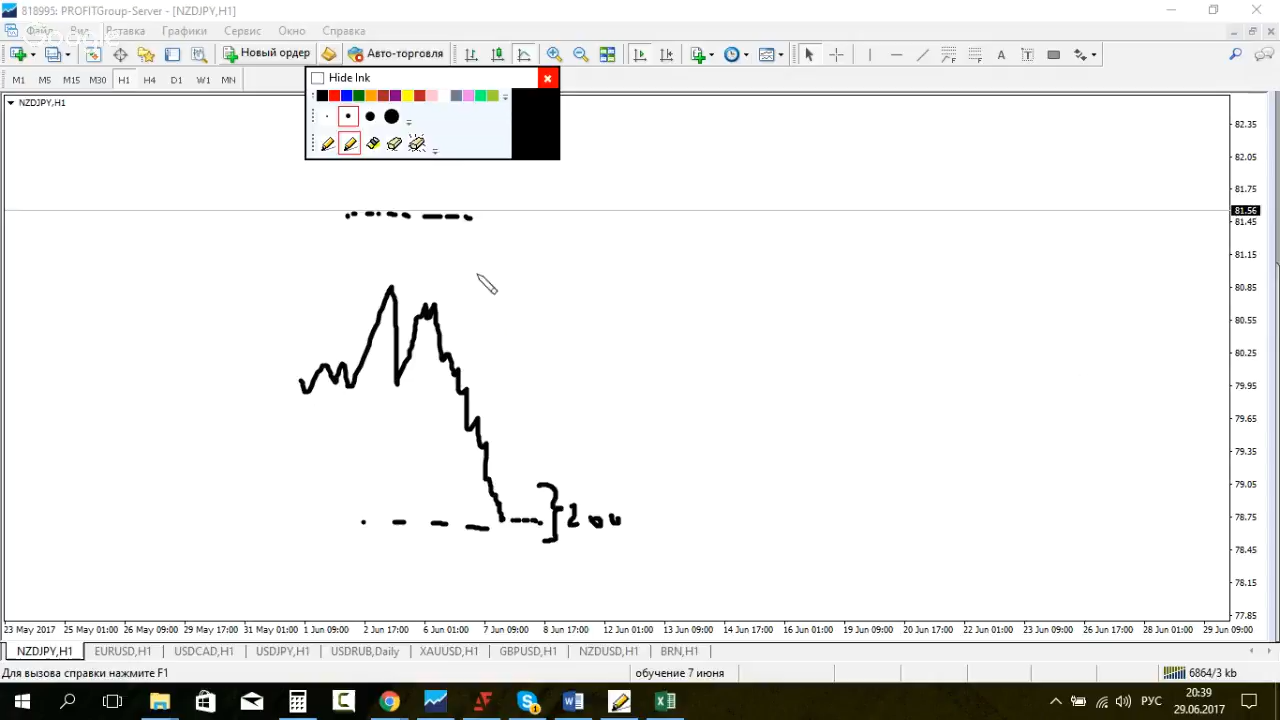 818995: PROFITGroup-Server - [NZDJPY,H1]
Файл Вид Вставка Графики Сервис Окно Справка
Новый ордер Авто-торговля
M1 M5 M15 M30 H1 H4 D1 W1 MN
Hide Ink
NZDJPY,H1
82.35
82.05
81.75
81.56
81.45
81.15
80.85
80.55
80.25
79.95
79.65
79.35
79.05
78.75
78.45
78.15
77.85
200
23 May 2017 25 May 01:00 26 May 09:00 29 May 17:00 31 May 01:00 1 Jun 09:00 2 Jun 17:00 6 Jun 01:00 7 Jun 09:00 8 Jun 17:00 12 Jun 01:00 13 Jun 09:00 14 Jun 17:00 16 Jun 01:00 19 Jun 09:00 20 Jun 17:00 22 Jun 01:00 23 Jun 09:00 26 Jun 17:00 28 Jun 01:00 29 Jun 09:00
NZDJPY,H1 EURUSD,H1 USDCAD,H1 USDJPY,H1 USDRUB,Daily XAUUSD,H1 GBPUSD,H1 NZDUSD,H1 BRN,H1
Для вызова справки нажмите F1 обучение 7 июня 6864/3 kb
РУС 20:39
29.06.2017